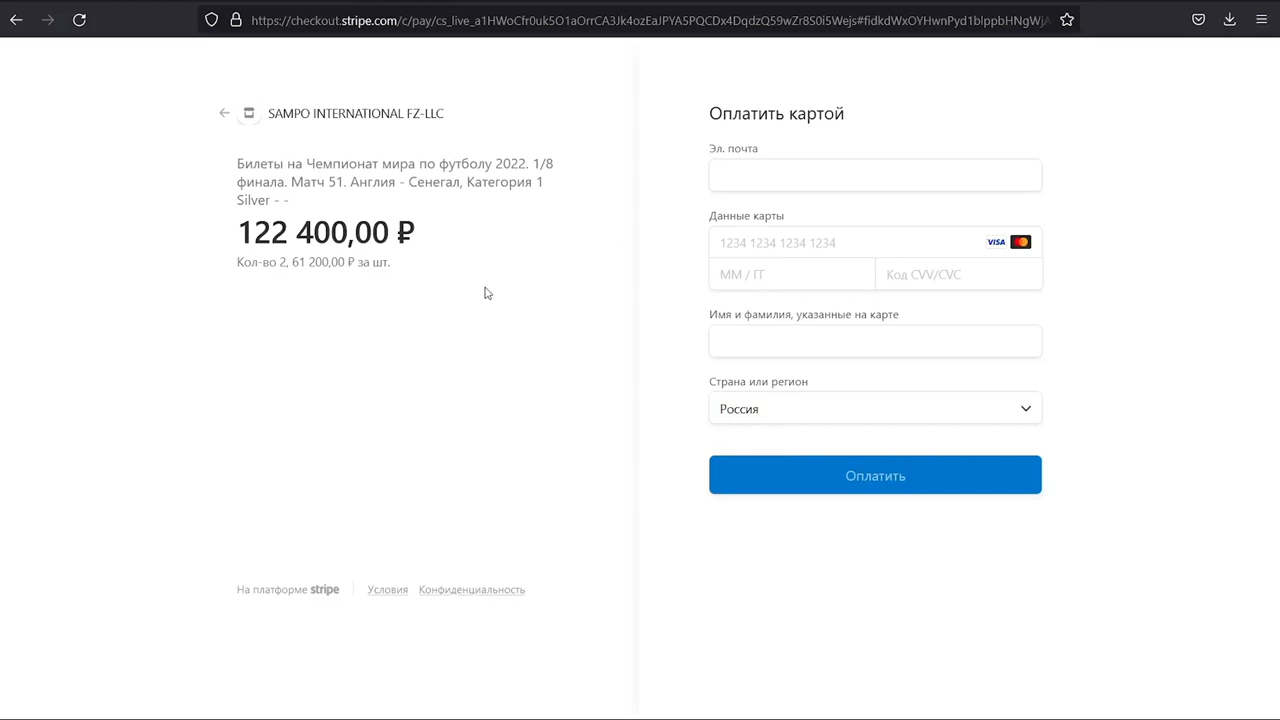 https://checkout.stripe.com/c/pay/cs_live_a1HWoCfr0uk5O1aOrrCA3Jk4ozEaJPYA5PQCDx4DqdzQ59wZr8S0i5Wejs#fidkdWxOYHwnPyd1blppbHNgWjA
SAMPO INTERNATIONAL FZ-LLC
Билеты на Чемпионат мира по футболу 2022. 1/8
финала. Матч 51. Англия - Сенегал, Категория 1
Silver - -
122 400,00 ₽
Кол-во 2, 61 200,00 ₽ за шт.
На платформе stripe
Условия Конфиденциальность
Оплатить картой
Эл. почта
Данные карты
1234 1234 1234 1234 VISA
ММ / ГГ Код CVV/CVC
Имя и фамилия, указанные на карте
Страна или регион
Россия
Оплатить